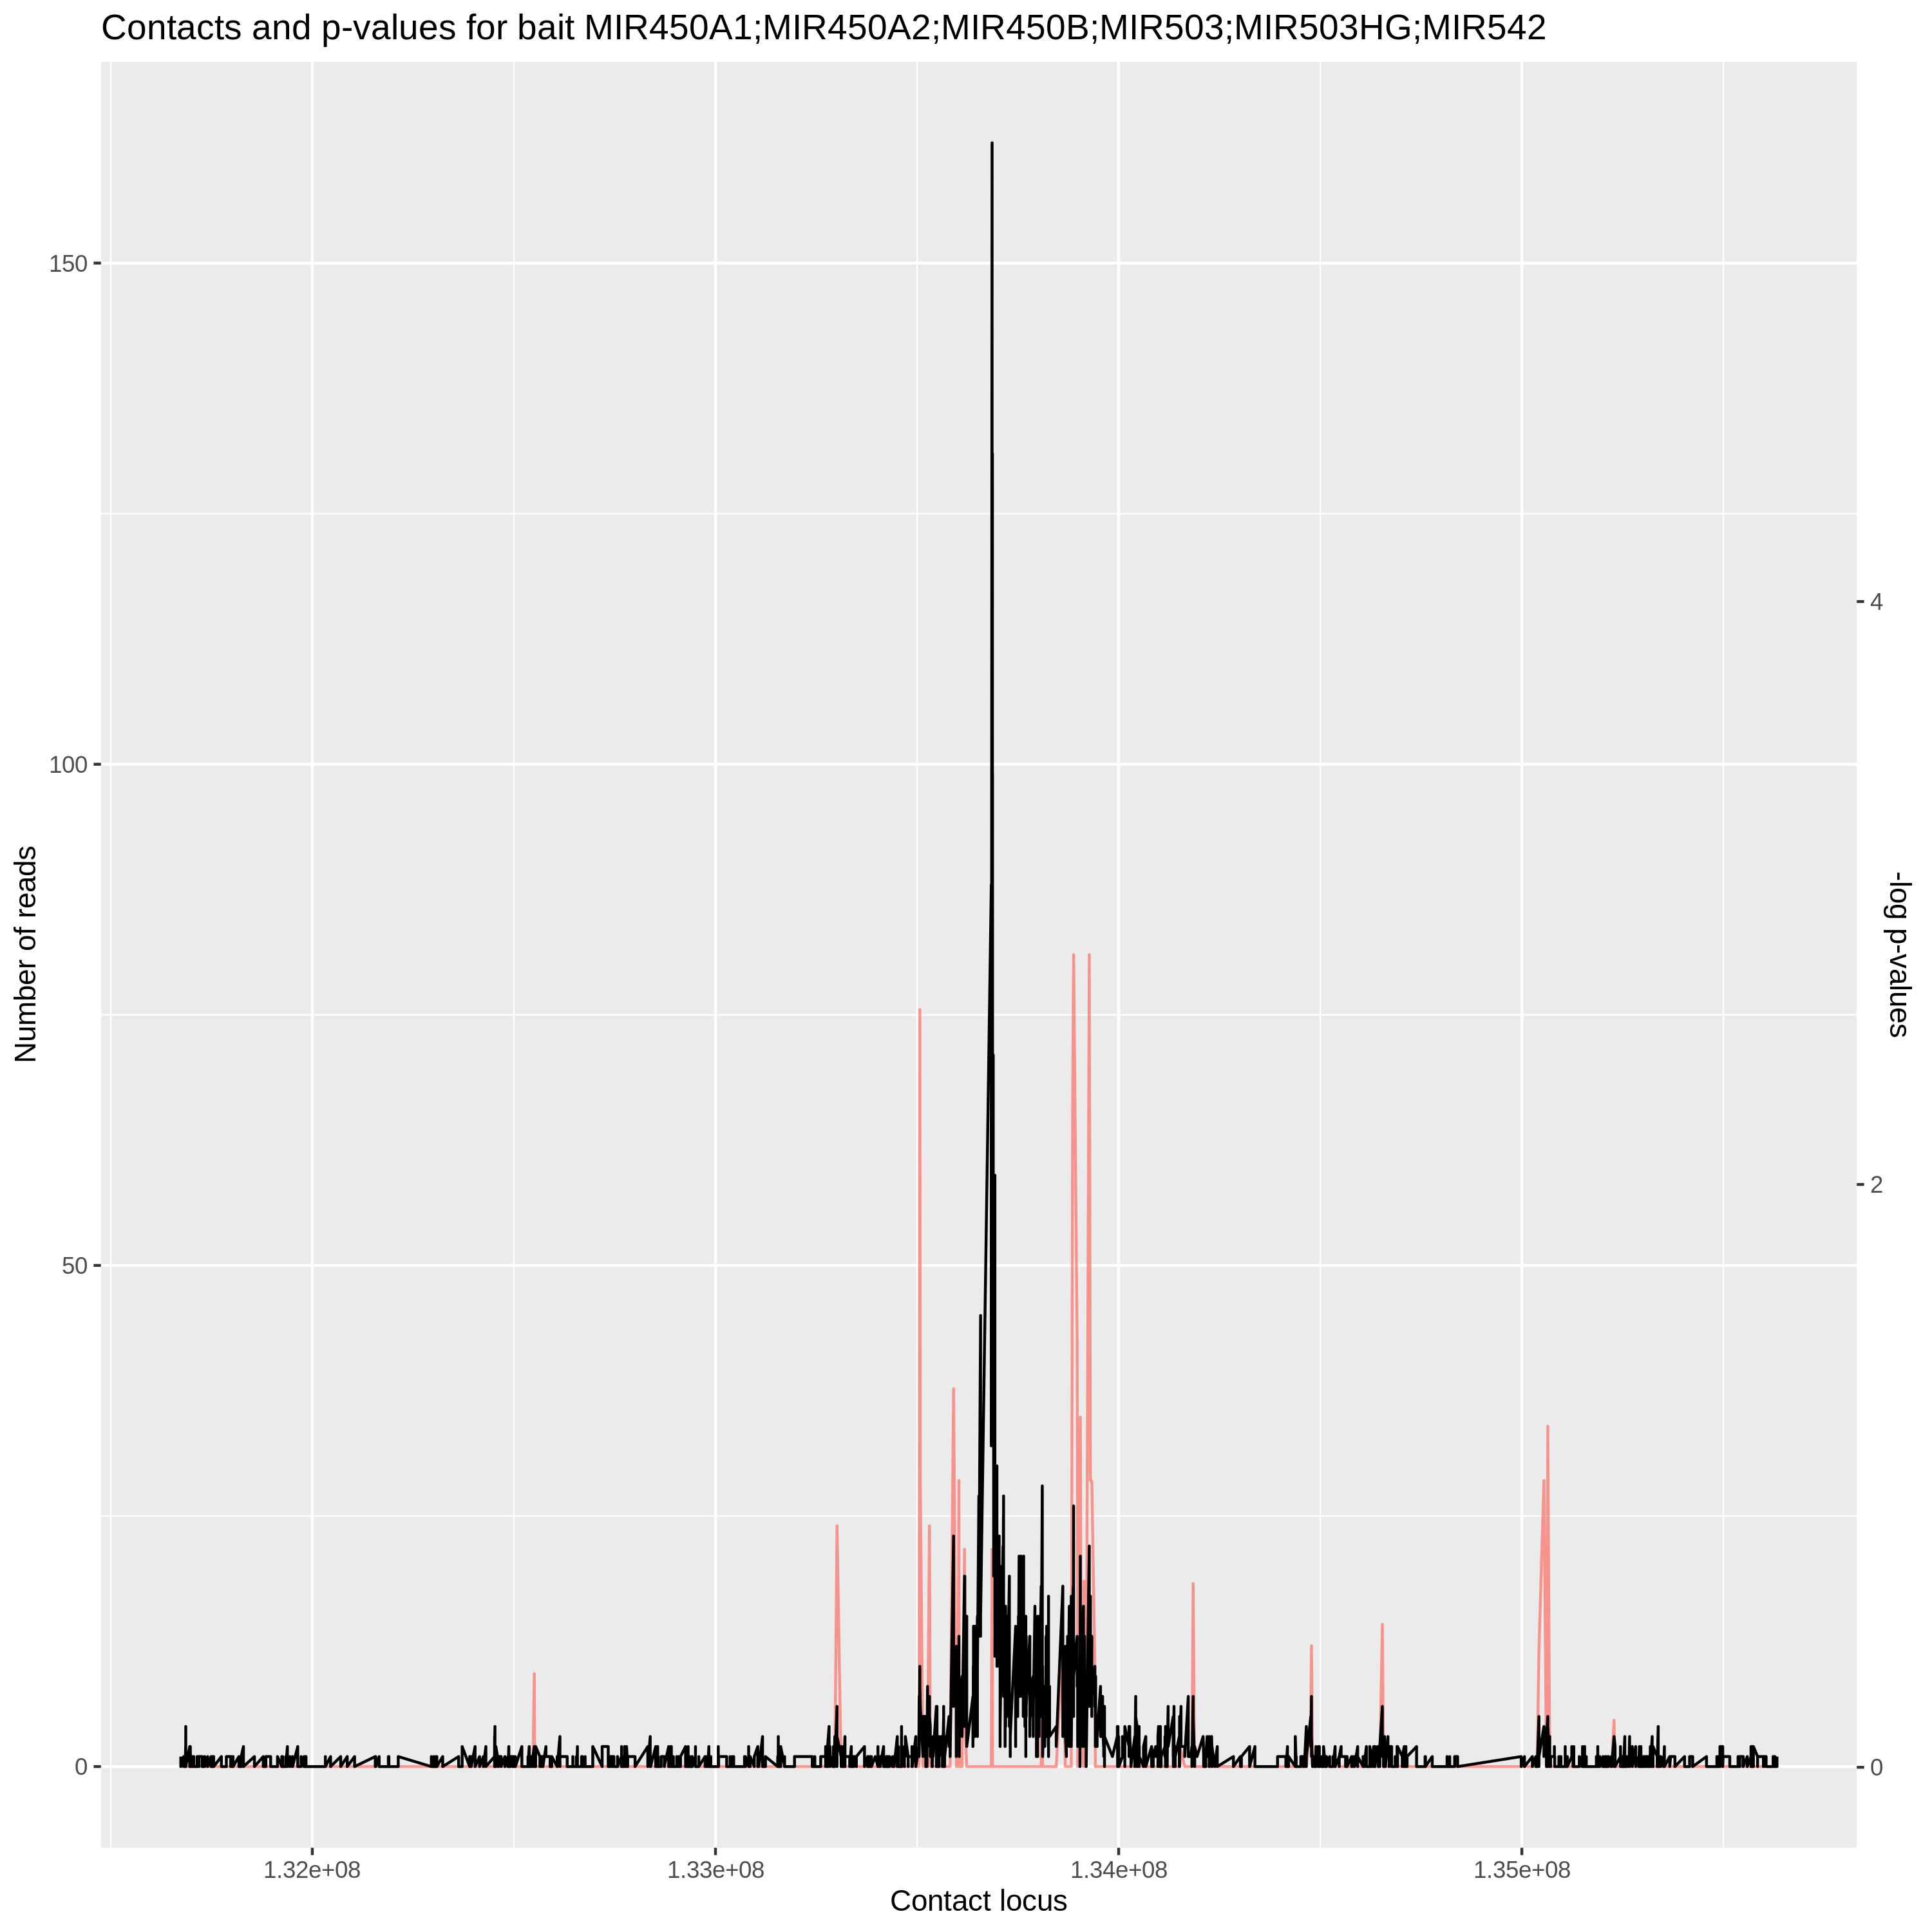 Contacts and p-values for bait MIR450A1;MIR450A2;MIR450B;MIR503;MIR503HG;MIR542
150
100
50
0
Number of reads
4
2
0
-log p-values
1.32e+08
1.33e+08
1.34e+08
1.35e+08
Contact locus